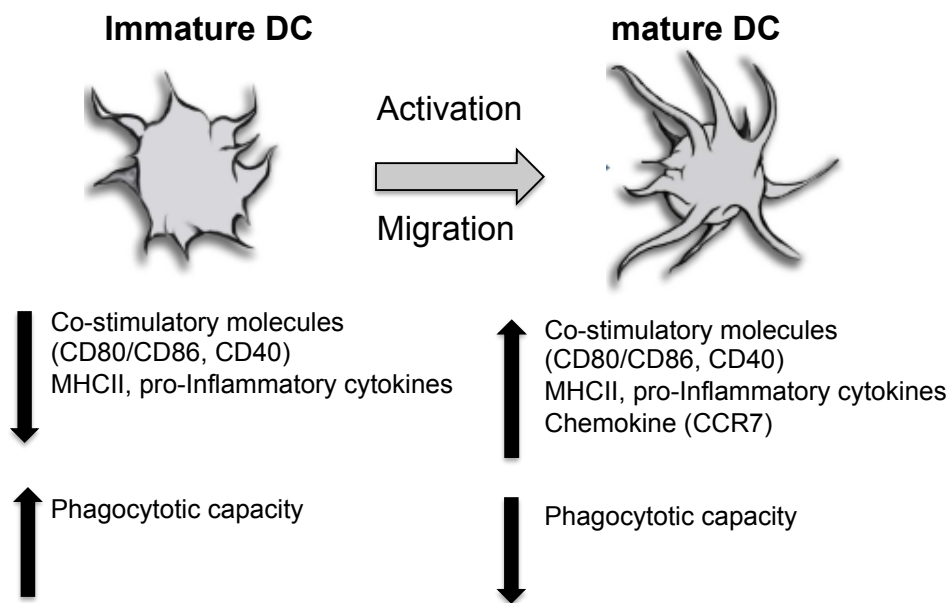 Immature DC
mature DC
Activation
Migration
Co-stimulatory molecules
(CD80/CD86, CD40)
MHCII, pro-Inflammatory cytokines
Phagocytotic capacity
Co-stimulatory molecules
(CD80/CD86, CD40)
MHCII, pro-Inflammatory cytokines
Chemokine (CCR7)
Phagocytotic capacity